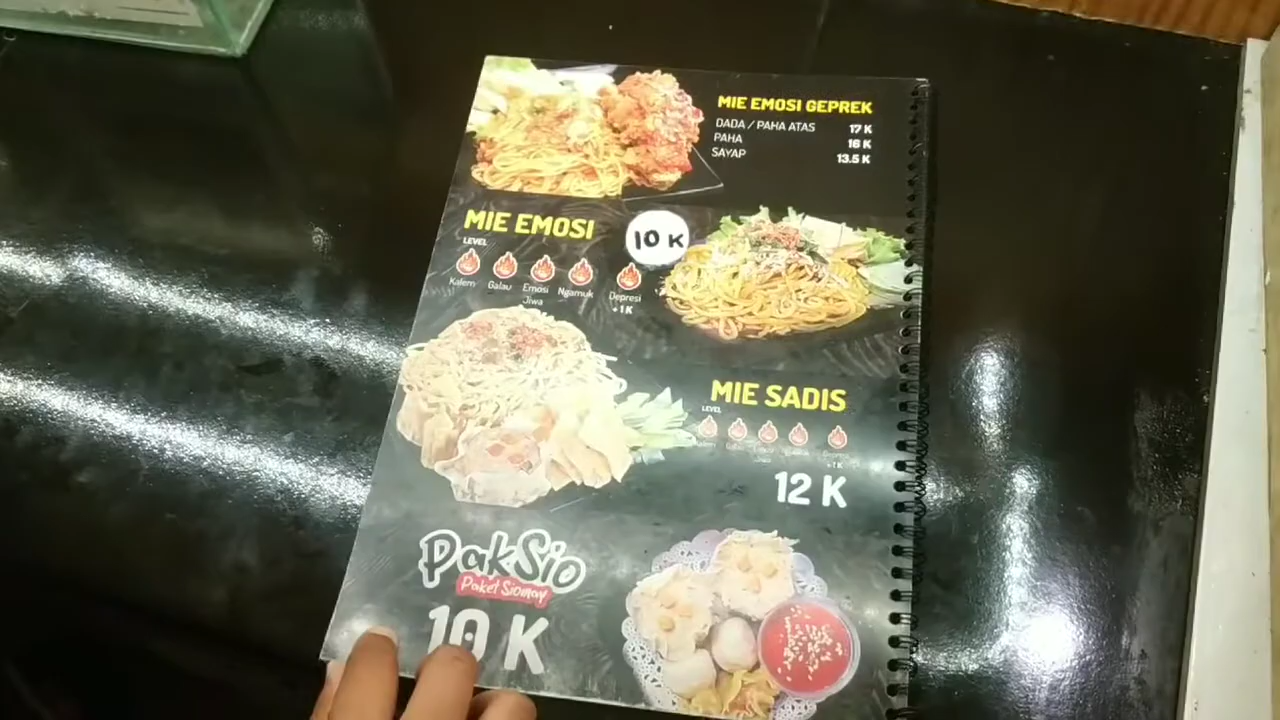 MIE EMOSI GEPREK
DADA / PAHA ATAS 17 K
PAHA 16 K
SAYAP 13.5 K
MIE EMOSI
10 K
LEVEL
Kalem Galau Emosi Jiwa Ngamuk Depresi +1 K
MIE SADIS
LEVEL
+1 K
12 K
PakSio
Paket Siomay
10 K